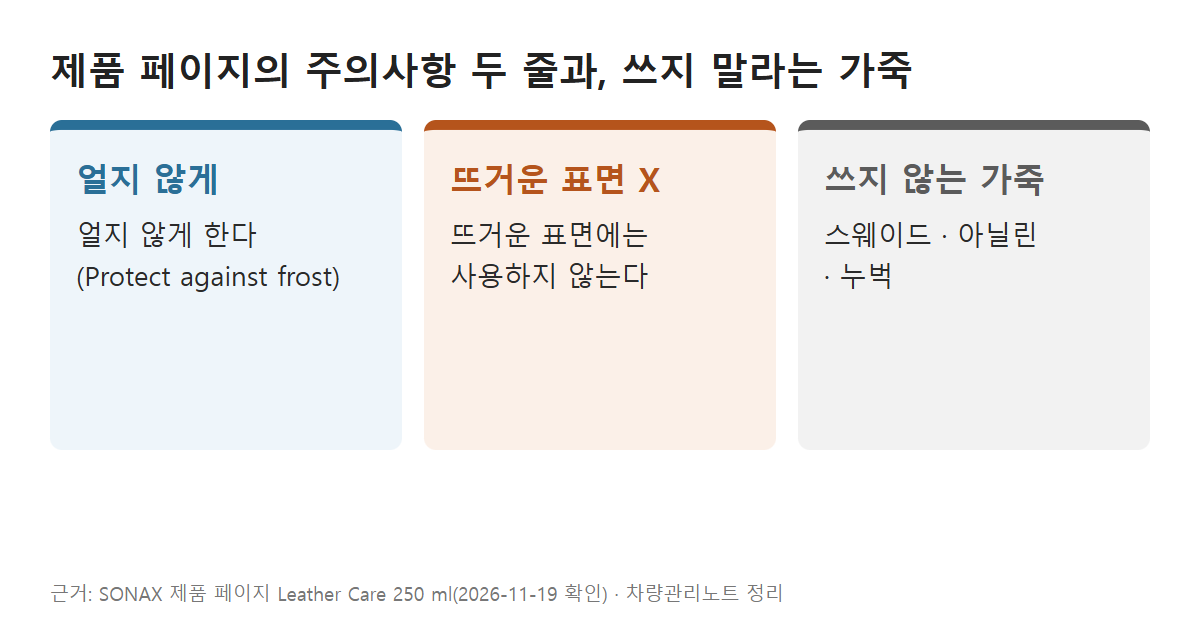 제품 페이지의 주의사항 두 줄과, 쓰지 말라는 가죽
얼지 않게
얼지 않게 한다
(Protect against frost)
뜨거운 표면 X
뜨거운 표면에는
사용하지 않는다
쓰지 않는 가죽
스웨이드 · 아닐린
· 누벅
근거: SONAX 제품 페이지 Leather Care 250 ml(2026-11-19 확인) · 차량관리노트 정리